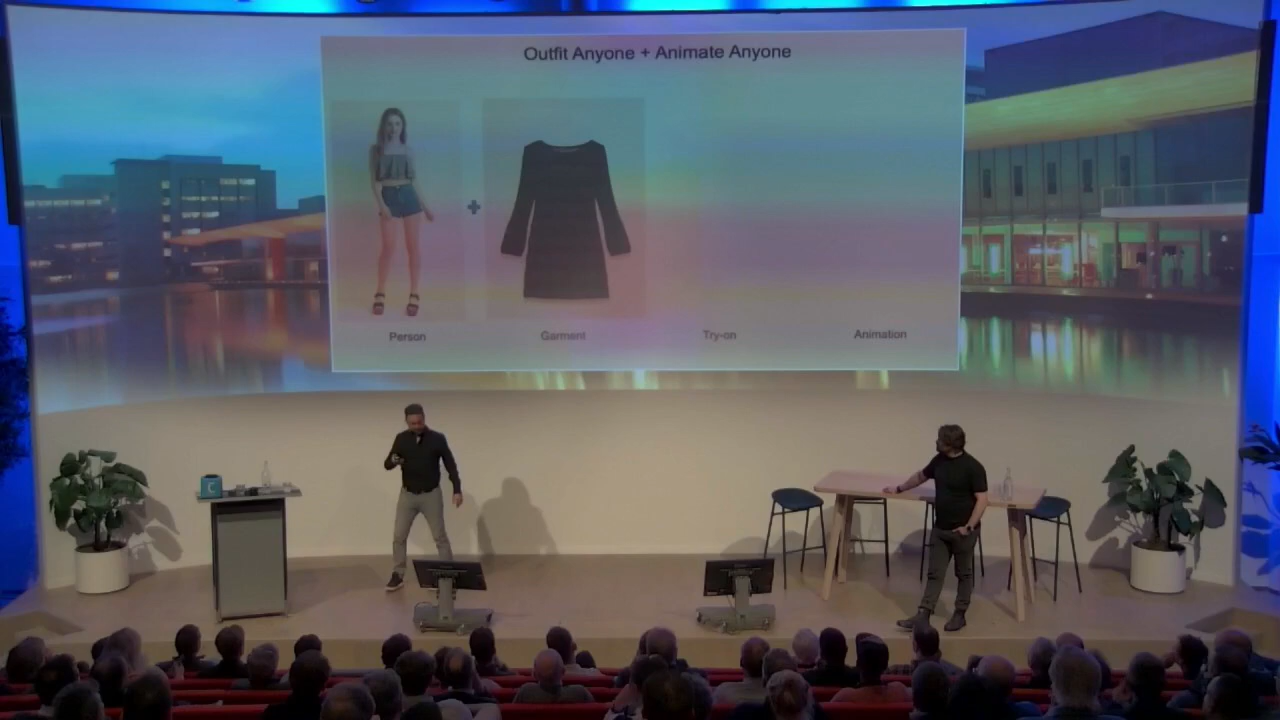 Outfit Anyone + Animate Anyone
Person
Garment
Try-on
Animation